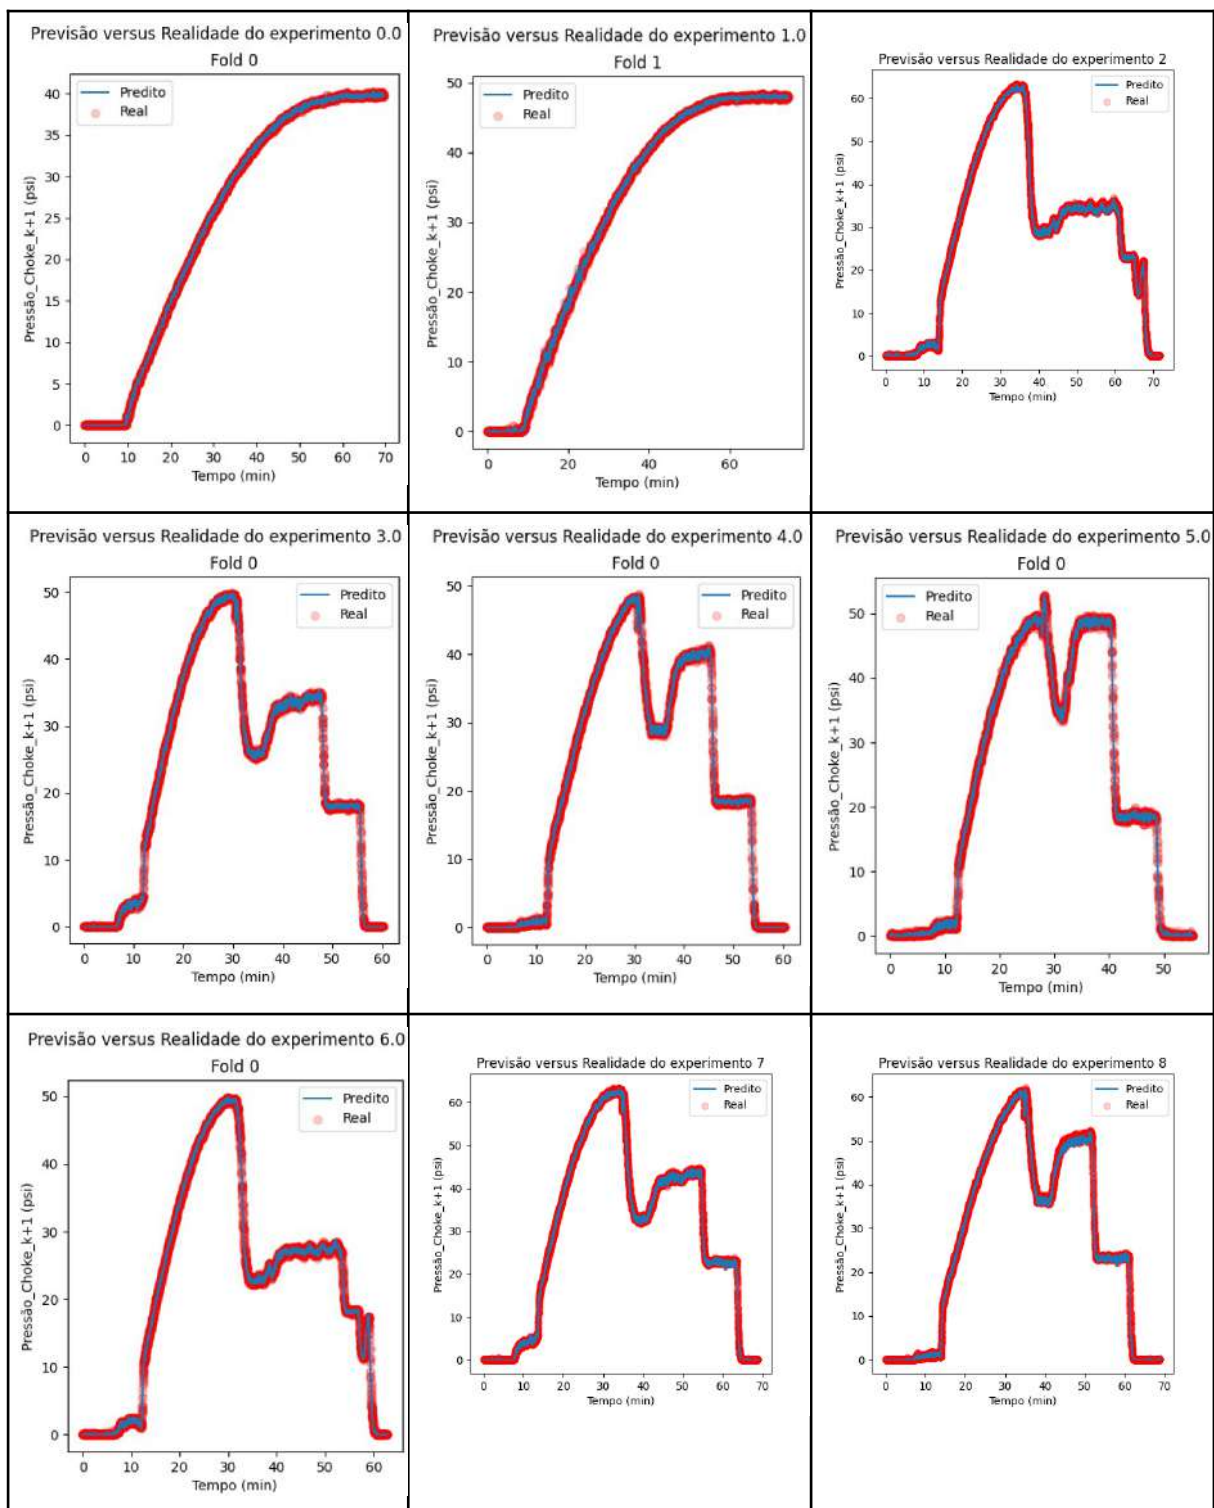 Previsão versus Realidade do experimento 0.0
Fold 0
Predito
Real
40
35
30
25
20
15
10
5
0
Pressão_Choke_k+1 (psi)
0 10 20 30 40 50 60 70
Tempo (min)
Previsão versus Realidade do experimento 1.0
Fold 1
Predito
Real
50
40
30
20
10
0
Pressão_Choke_k+1 (psi)
0 20 40 60
Tempo (min)
Previsão versus Realidade do experimento 2
Predito
Real
60
50
40
30
20
10
0
Pressão_Choke_k+1 (psi)
0 10 20 30 40 50 60 70
Tempo (min)
Previsão versus Realidade do experimento 3.0
Fold 0
Predito
Real
50
40
30
20
10
0
Pressão_Choke_k+1 (psi)
0 10 20 30 40 50 60
Tempo (min)
Previsão versus Realidade do experimento 4.0
Fold 0
Predito
Real
50
40
30
20
10
0
Pressão_Choke_k+1 (psi)
0 10 20 30 40 50 60
Tempo (min)
Previsão versus Realidade do experimento 5.0
Fold 0
Predito
Real
50
40
30
20
10
0
Pressão_Choke_k+1 (psi)
0 10 20 30 40 50
Tempo (min)
Previsão versus Realidade do experimento 6.0
Fold 0
Predito
Real
50
40
30
20
10
0
Pressão_Choke_k+1 (psi)
0 10 20 30 40 50 60
Tempo (min)
Previsão versus Realidade do experimento 7
Predito
Real
60
50
40
30
20
10
0
Pressão_Choke_k+1 (psi)
0 10 20 30 40 50 60 70
Tempo (min)
Previsão versus Realidade do experimento 8
Predito
Real
60
50
40
30
20
10
0
Pressão_Choke_k+1 (psi)
0 10 20 30 40 50 60 70
Tempo (min)